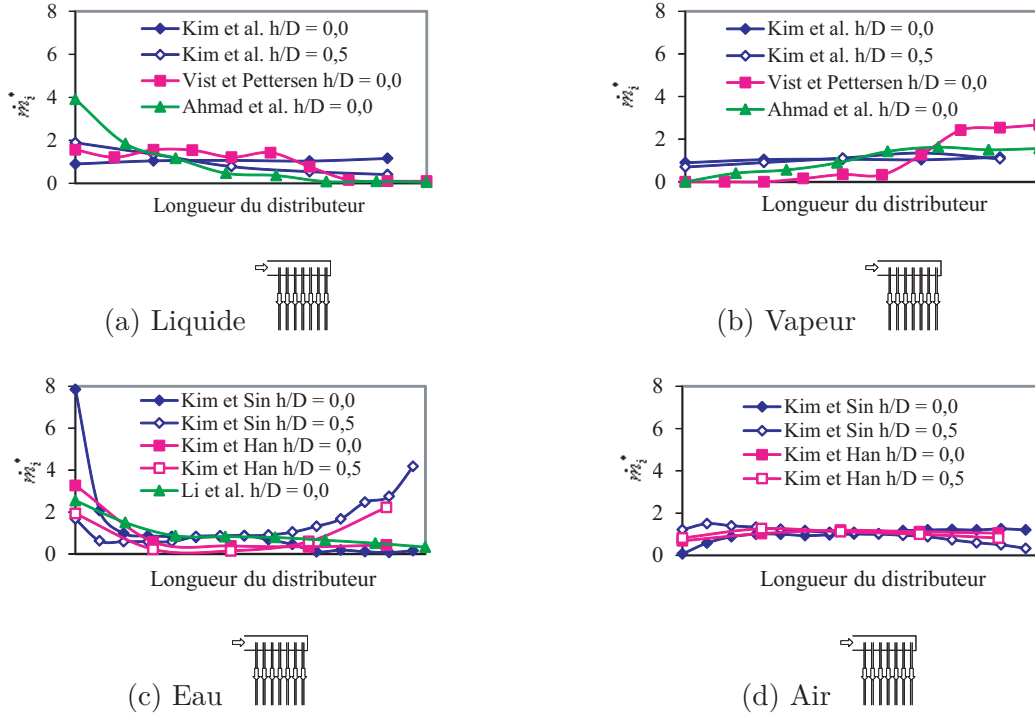 8
6
4
2
0
ṁᵢ*
Kim et al. h/D = 0,0
Kim et al. h/D = 0,5
Vist et Pettersen h/D = 0,0
Ahmad et al. h/D = 0,0
Longueur du distributeur
(a) Liquide
8
6
4
2
0
ṁᵢ*
Kim et al. h/D = 0,0
Kim et al. h/D = 0,5
Vist et Pettersen h/D = 0,0
Ahmad et al. h/D = 0,0
Longueur du distributeur
(b) Vapeur
8
6
4
2
0
ṁᵢ*
Kim et Sin h/D = 0,0
Kim et Sin h/D = 0,5
Kim et Han h/D = 0,0
Kim et Han h/D = 0,5
Li et al. h/D = 0,0
Longueur du distributeur
(c) Eau
8
6
4
2
0
ṁᵢ*
Kim et Sin h/D = 0,0
Kim et Sin h/D = 0,5
Kim et Han h/D = 0,0
Kim et Han h/D = 0,5
Longueur du distributeur
(d) Air